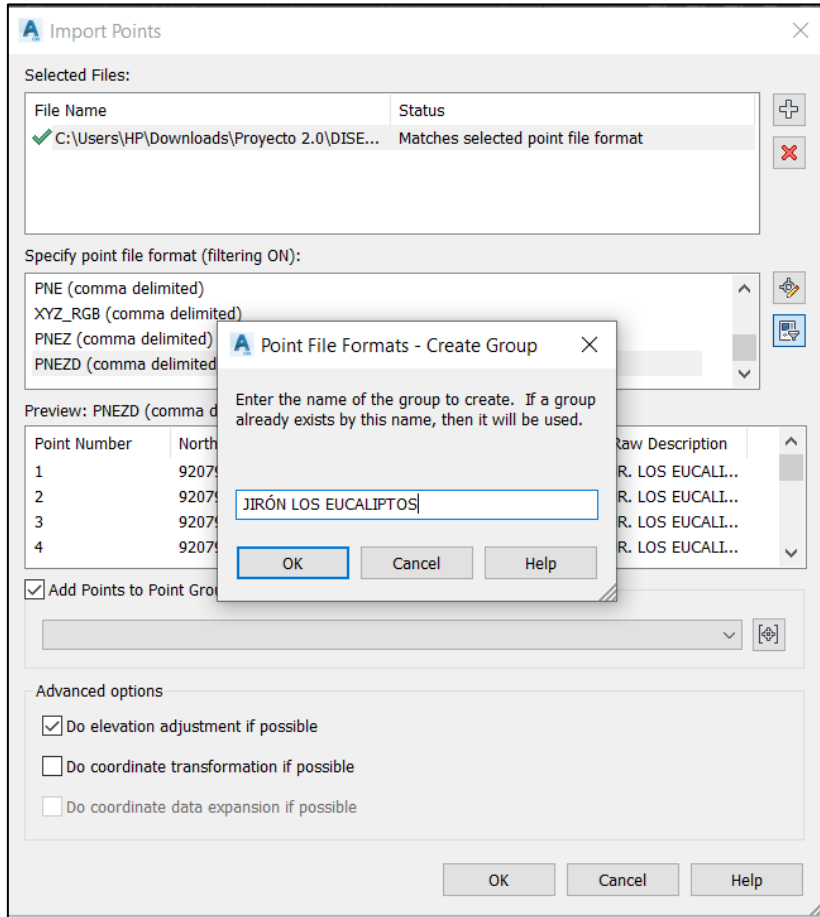 Import Points
Selected Files:
File Name Status
C:\Users\HP\Downloads\Proyecto 2.0\DISE... Matches selected point file format
Specify point file format (filtering ON):
PNE (comma delimited)
XYZ_RGB (comma delimited)
PNEZ (comma delimited)
PNEZD (comma delimited
Preview: PNEZD (comma d
Point Number North Raw Description
1 9207 R. LOS EUCALI...
2 9207 R. LOS EUCALI...
3 9207 R. LOS EUCALI...
4 9207 R. LOS EUCALI...
Point File Formats - Create Group
Enter the name of the group to create. If a group
already exists by this name, then it will be used.
JIRÓN LOS EUCALIPTOS
OK Cancel Help
Add Points to Point Grou
Advanced options
Do elevation adjustment if possible
Do coordinate transformation if possible
Do coordinate data expansion if possible
OK Cancel Help